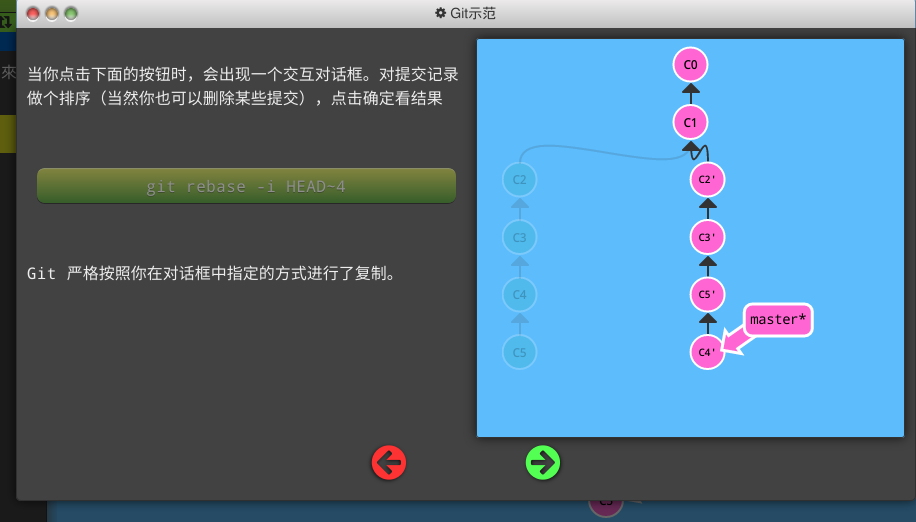 Git示范
來
当你点击下面的按钮时，会出现一个交互对话框。对提交记录
做个排序（当然你也可以删除某些提交），点击确定看结果
git rebase -i HEAD~4
Git 严格按照你在对话框中指定的方式进行了复制。
C0
C1
C2
C2'
C3
C3'
C4
C5'
master*
C5
C4'